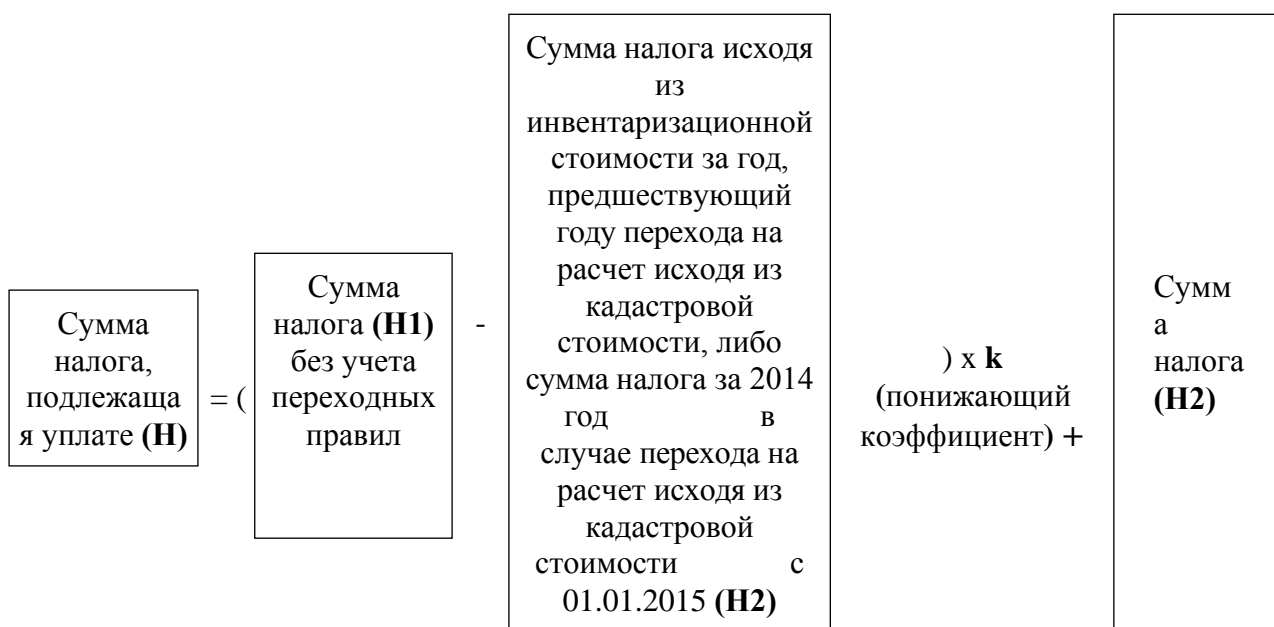 Сумма
налога,
подлежаща
я уплате (Н)
= (
Сумма
налога (Н1)
без учета
переходных
правил
-
Сумма налога исходя
из
инвентаризационной
стоимости за год,
предшествующий
году перехода на
расчет исходя из
кадастровой
стоимости, либо
сумма налога за 2014
год в
случае перехода на
расчет исходя из
кадастровой
стоимости с
01.01.2015 (Н2)
) х k
(понижающий
коэффициент) +
Сумм
а
налога
(Н2)